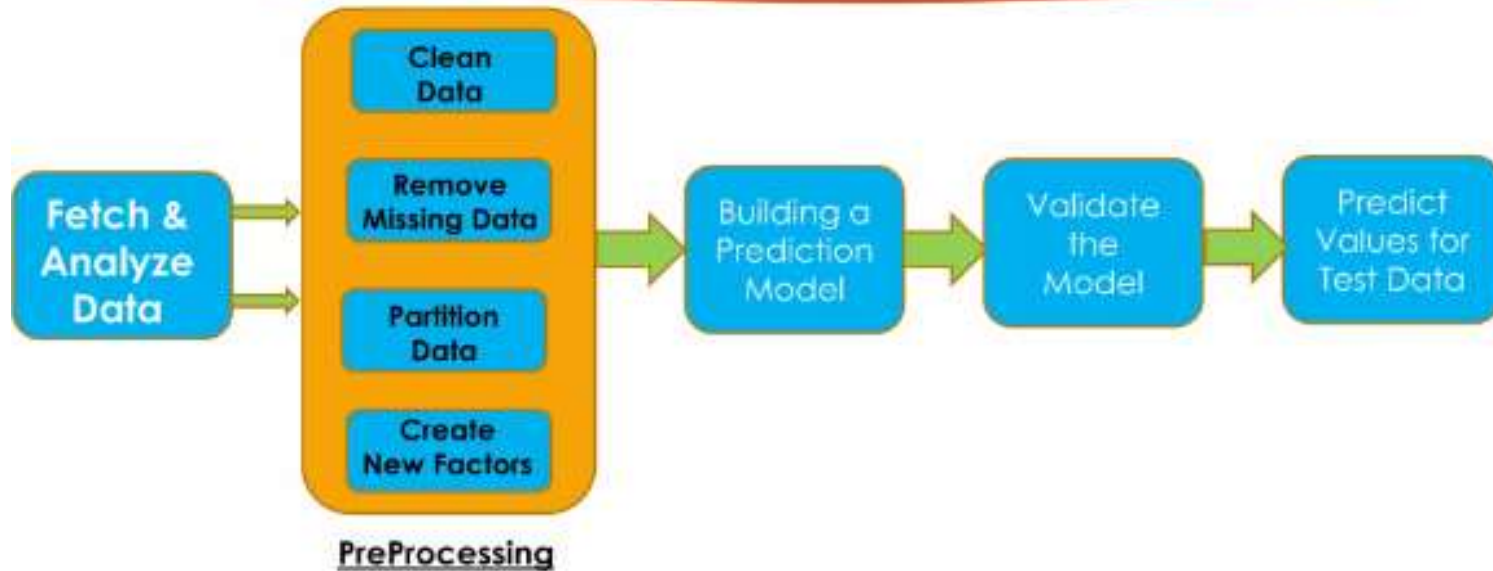 Fetch &
Analyze
Data
Clean
Data
Remove
Missing Data
Partition
Data
Create
New Factors
PreProcessing
Building a
Prediction
Model
Validate
the
Model
Predict
Values for
Test Data